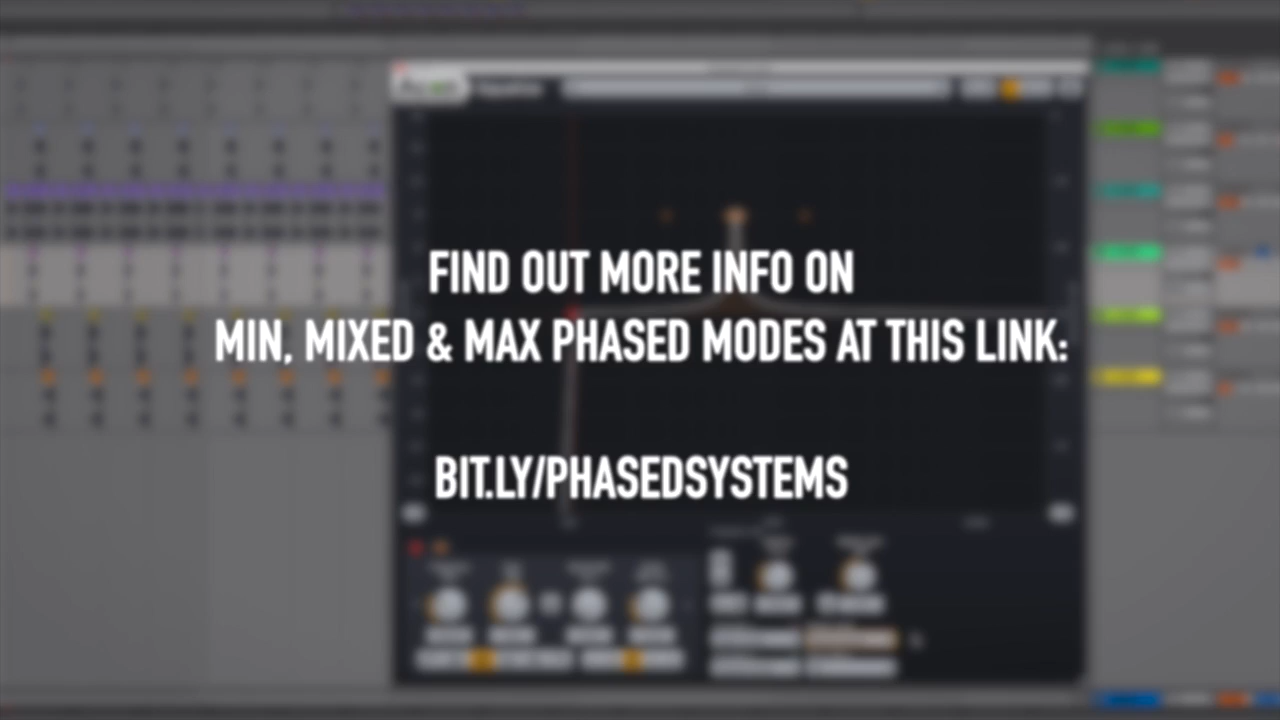 FIND OUT MORE INFO ON
MIN, MIXED & MAX PHASED MODES AT THIS LINK:
BIT.LY/PHASEDSYSTEMS